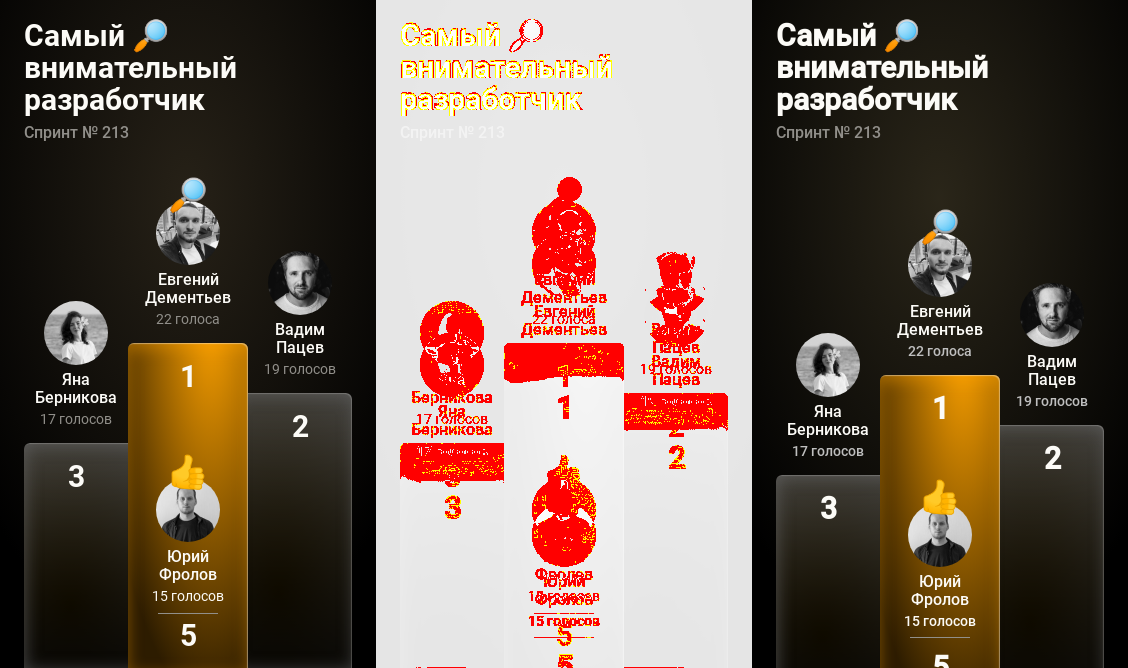 Самый 🔎
внимательный
разработчик
Спринт № 213
Евгений
Дементьев
22 голоса
Вадим
Пацев
19 голосов
Яна
Берникова
17 голосов
1
2
3
Юрий
Фролов
15 голосов
5
Самый
внимательный
разработчик
Спринт № 213
Евгений
Дементьев
22 голоса
Евгений
Дементьев
Вадим
Пацев
19 голосов
Вадим
Пацев
Берникова
17 голосов
Яна
Берникова
1
1
2
2
3
3
Фролов
Юрий
15 голосов
Фролов
15 голосов
5
5
Самый 🔎
внимательный
разработчик
Спринт № 213
Евгений
Дементьев
22 голоса
Вадим
Пацев
19 голосов
Яна
Берникова
17 голосов
1
2
3
Юрий
Фролов
15 голосов
5